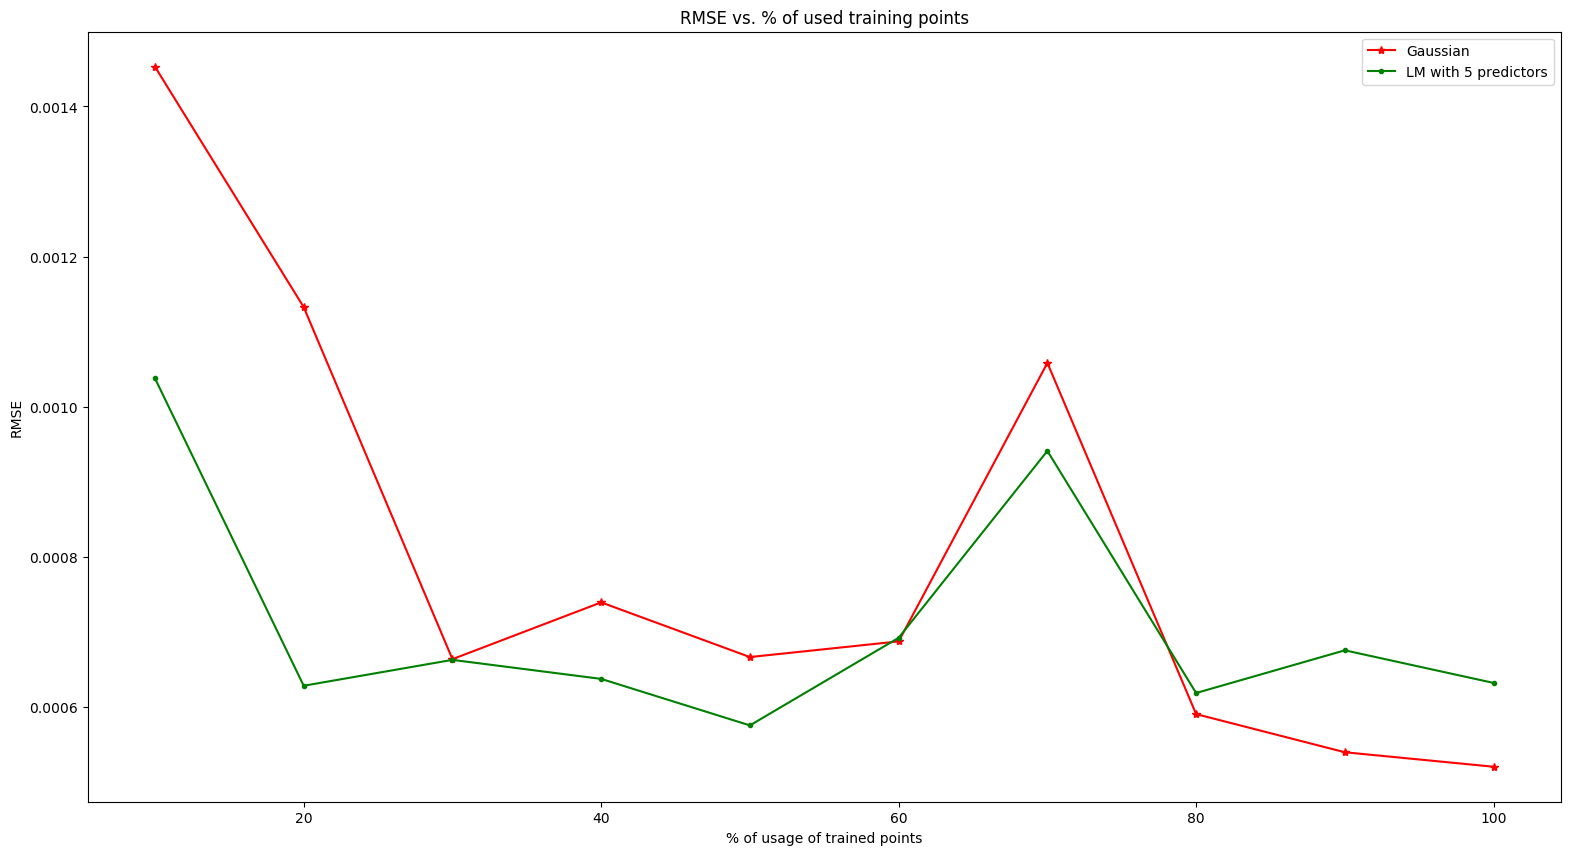 RMSE vs. % of used training points
Gaussian
LM with 5 predictors
0.0014
0.0012
0.0010
0.0008
0.0006
RMSE
20 40 60 80 100
% of usage of trained points